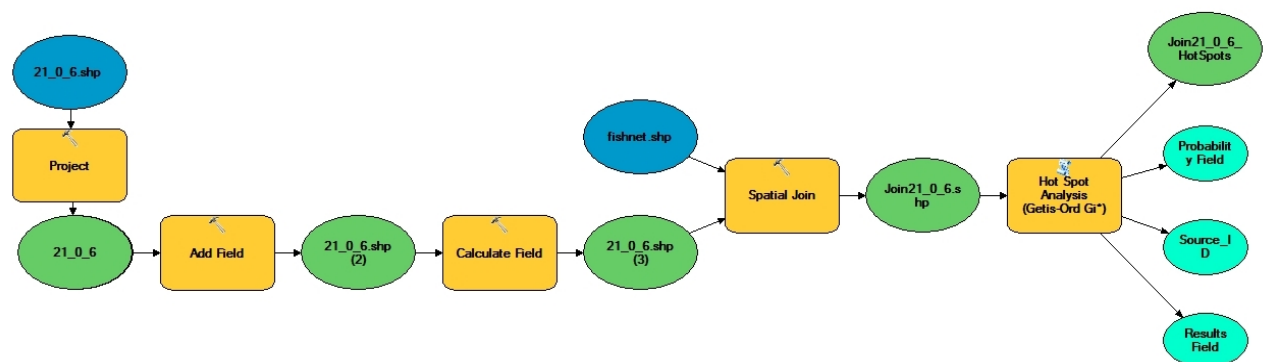 21_0_6.shp
Project
21_0_6
Add Field
21_0_6.shp
(2)
Calculate Field
21_0_6.shp
(3)
fishnet.shp
Spatial Join
Join21_0_6.s
hp
Hot Spot
Analysis
(Getis-Ord Gi*)
Join21_0_6_
HotSpots
Probabilit
y Field
Source_I
D
Results
Field